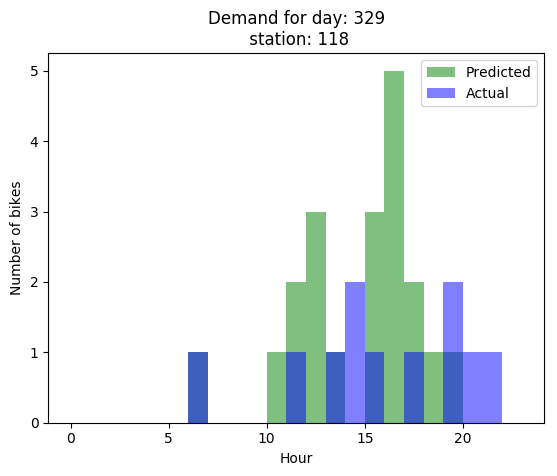 Demand for day: 329
station: 118
Predicted
Actual
5
4
3
2
1
0
Number of bikes
0 5 10 15 20
Hour